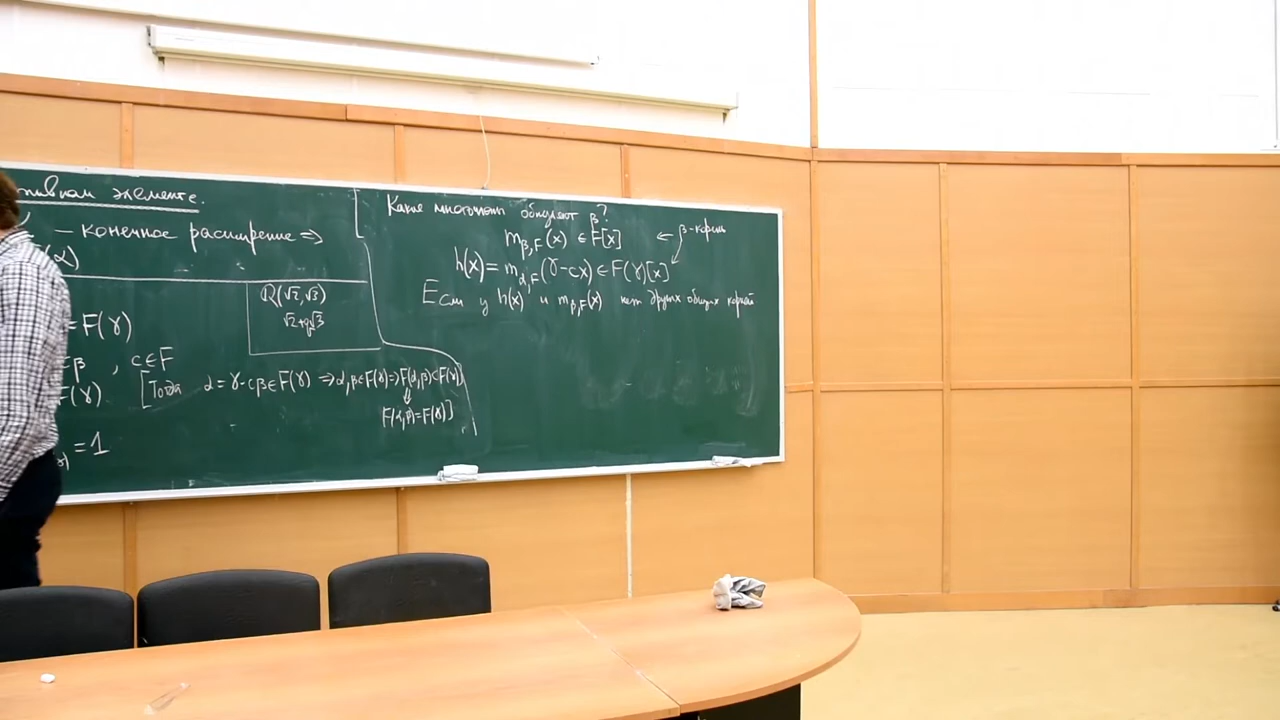 элементе.
— конечное расширение ⇒
(α)
Q(√2,√3)
√2+q√3
=F(γ)
β , c∈F
F(γ). [Тогда α=γ-cβ∈F(γ) ⇒α,β∈F(γ)⇒F(α,β)⊂F(γ)
⇓
F(α,β)=F(γ)]
=1
Какие многочлены обнуляют β?
m_{β,F}(x) ∈ F[x] ← β-корень
h(x)=m_{α,F}(γ-cx)∈F(γ)[x]
Если у h(x) и m_{β,F}(x) нет других общих корней